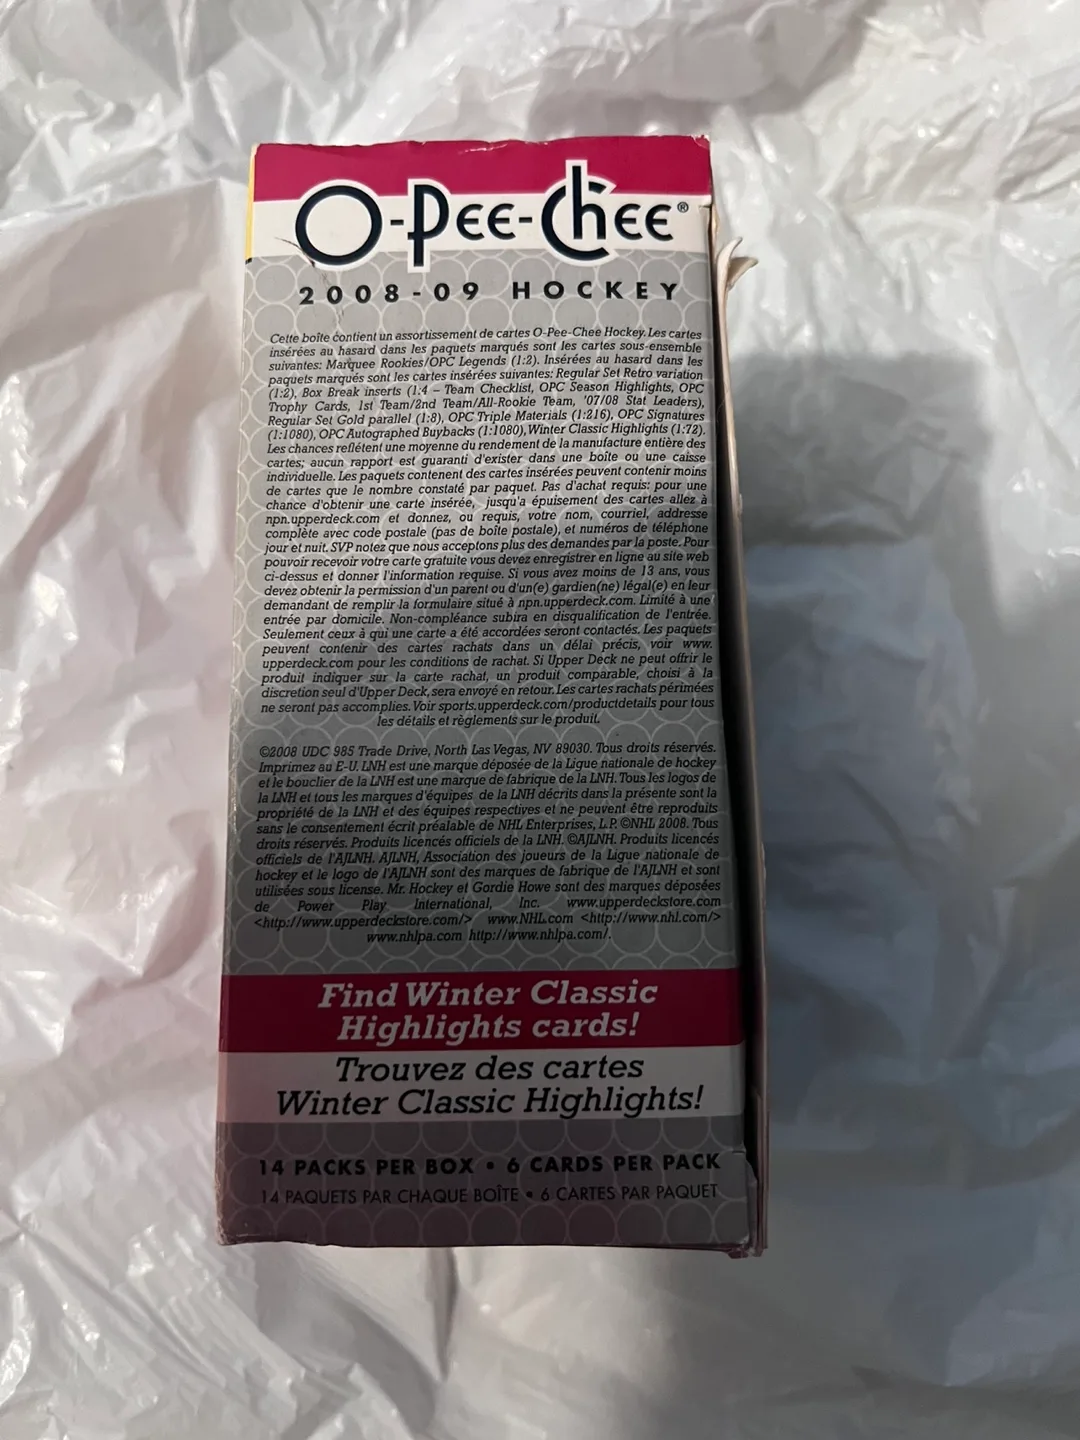 O-Pee-Chee®
2008-09 HOCKEY
Cette boîte contient un assortissement de cartes O-Pee-Chee Hockey. Les cartes
insérées au hasard dans les paquets marqués sont les cartes sous-ensemble
suivantes: Marquee Rookies/OPC Legends (1:2). Insérées au hasard dans les
paquets marqués sont les cartes insérées suivantes: Regular Set Retro variation
(1:2), Box Break inserts (1:4 – Team Checklist, OPC Season Highlights, OPC
Trophy Cards, 1st Team/2nd Team/All-Rookie Team, '07/08 Stat Leaders),
Regular Set Gold parallel (1:8), OPC Triple Materials (1:216), OPC Signatures
(1:1080), OPC Autographed Buybacks (1:1080), Winter Classic Highlights (1:72).
Les chances reflétent une moyenne du rendement de la manufacture entière des
cartes; aucun rapport est guaranti d'exister dans une boîte ou une caisse
individuelle. Les paquets contenent des cartes insérées peuvent contenir moins
de cartes que le nombre constaté par paquet. Pas d'achat requis: pour une
chance d'obtenir une carte insérée, jusqu'a épuisement des cartes allez à
npn.upperdeck.com et donnez, ou requis, votre nom, courriel, addresse
complète avec code postale (pas de boîte postale), et numéros de téléphone
jour et nuit. SVP notez que nous acceptons plus des demandes par la poste. Pour
pouvoir recevoir votre carte gratuite vous devez enregistrer en ligne au site web
ci-dessus et donner l'information requise. Si vous avez moins de 13 ans, vous
devez obtenir la permission d'un parent ou d'un(e) gardien(ne) légal(e) en leur
demandant de remplir la formulaire situé à npn.upperdeck.com. Limité à une
entrée par domicile. Non-compléance subira en disqualification de l'entrée.
Seulement ceux à qui une carte a été accordées seront contactés. Les paquets
peuvent contenir des cartes rachats dans un délai précis, voir www.
upperdeck.com pour les conditions de rachat. Si Upper Deck ne peut offrir le
produit indiquer sur la carte rachat, un produit comparable, choisi à la
discretion seul d'Upper Deck, sera envoyé en retour. Les cartes rachats périmées
ne seront pas accomplies. Voir sports.upperdeck.com/productdetails pour tous
les détails et règlements sur le produit.
©2008 UDC 985 Trade Drive, North Las Vegas, NV 89030. Tous droits réservés.
Imprimez au E-U. LNH est une marque déposée de la Ligue nationale de hockey
et le bouclier de la LNH est une marque de fabrique de la LNH. Tous les logos de
la LNH et tous les marques d'équipes de la LNH décrits dans la présente sont la
propriété de la LNH et des équipes respectives et ne peuvent être reproduits
sans le consentement écrit préalable de NHL Enterprises, L.P. ©NHL 2008. Tous
droits réservés. Produits licencés officiels de la LNH. ©AJLNH. Produits licencés
officiels de l'AJLNH. AJLNH, Association des joueurs de la Ligue nationale de
hockey et le logo de l'AJLNH sont des marques de fabrique de l'AJLNH et sont
utilisées sous license. Mr. Hockey et Gordie Howe sont des marques déposées
de Power Play International, Inc. www.upperdeckstore.com
<http://www.upperdeckstore.com/> www.NHL.com <http://www.nhl.com/>
www.nhlpa.com http://www.nhlpa.com/.
Find Winter Classic
Highlights cards!
Trouvez des cartes
Winter Classic Highlights!
14 PACKS PER BOX • 6 CARDS PER PACK
14 PAQUETS PAR CHAQUE BOÎTE • 6 CARTES PAR PAQUET